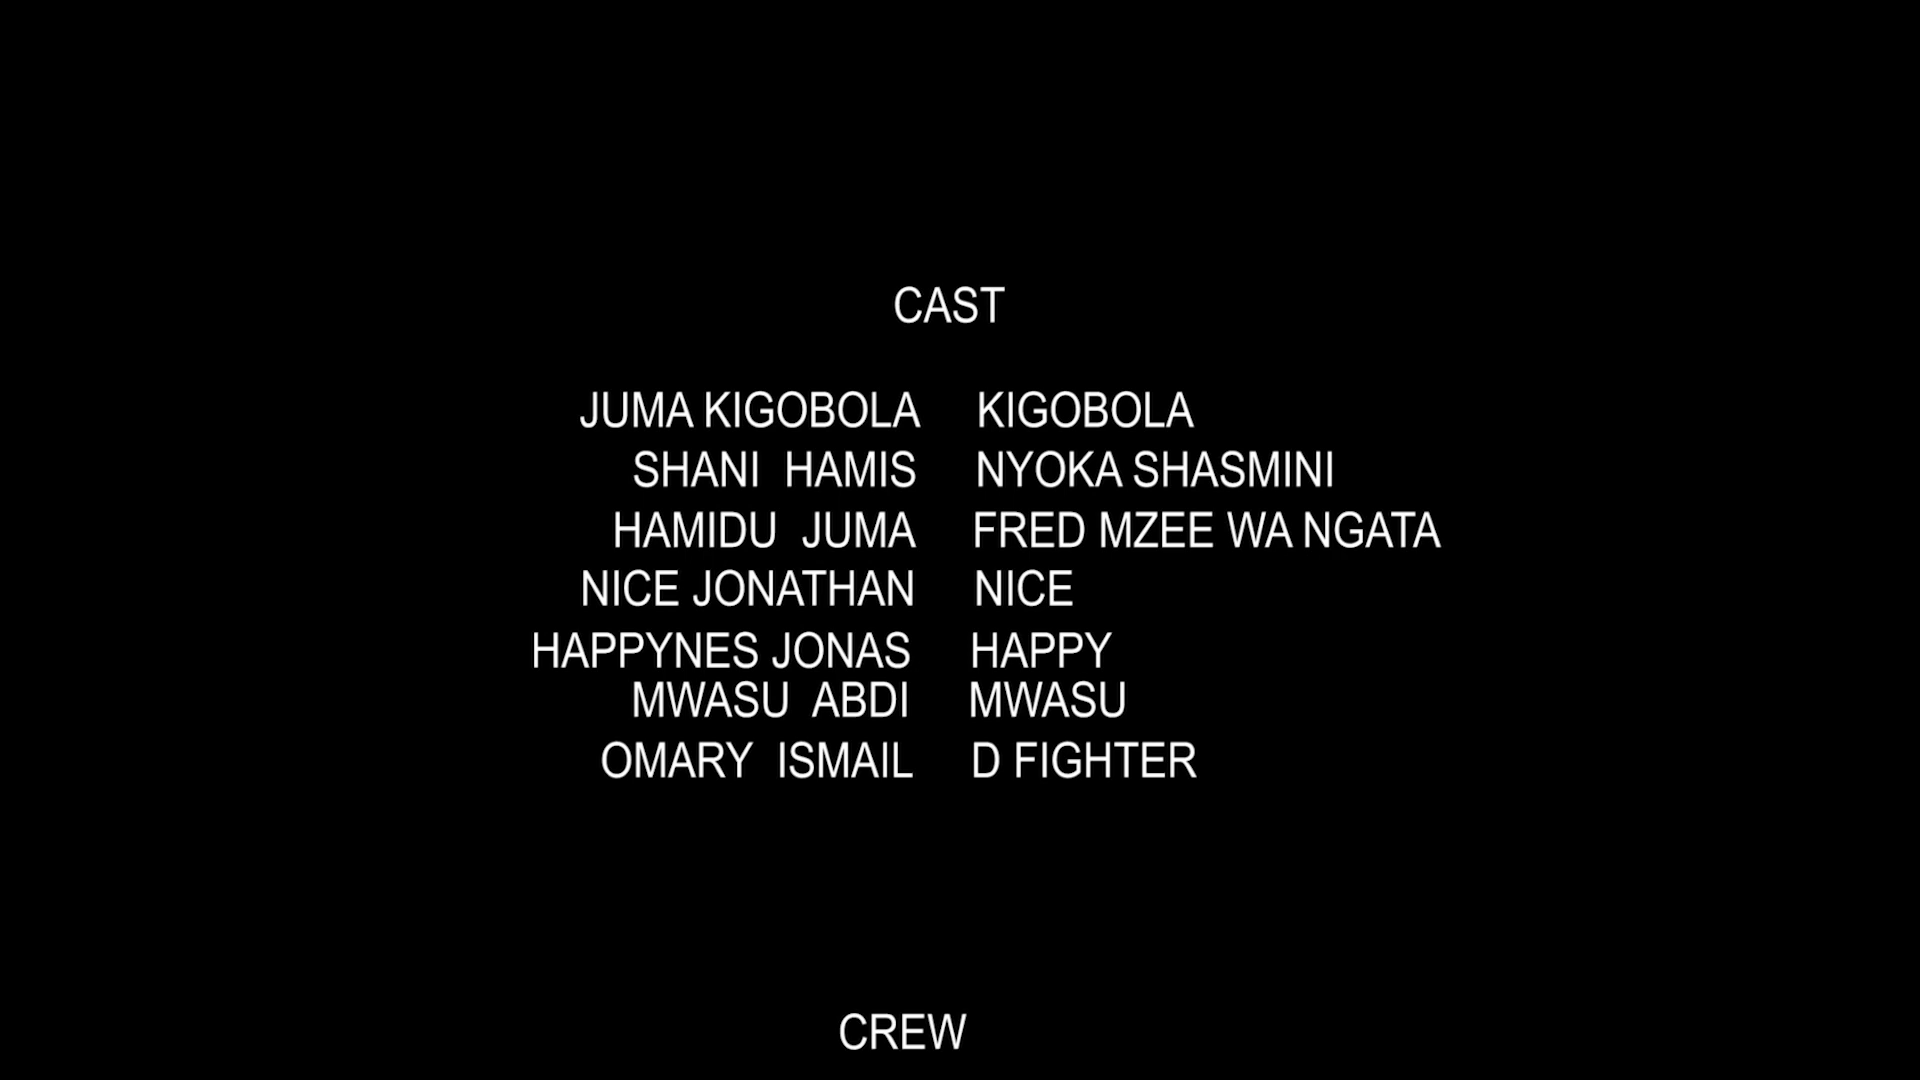 CAST
JUMA KIGOBOLA KIGOBOLA
SHANI HAMIS NYOKA SHASMINI
HAMIDU JUMA FRED MZEE WA NGATA
NICE JONATHAN NICE
HAPPYNES JONAS HAPPY
MWASU ABDI MWASU
OMARY ISMAIL D FIGHTER
CREW